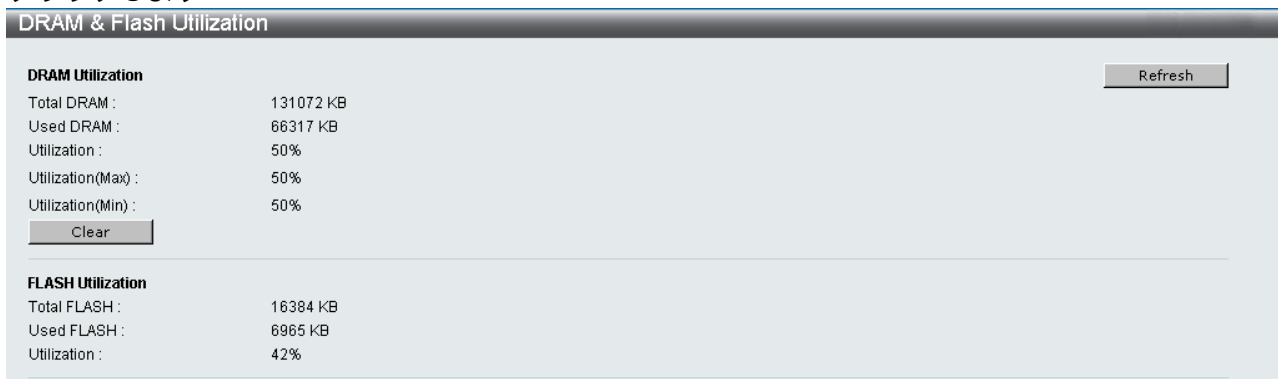 DRAM & Flash Utilization
DRAM Utilization
Refresh
Total DRAM : 131072 KB
Used DRAM : 66317 KB
Utilization : 50%
Utilization(Max) : 50%
Utilization(Min) : 50%
Clear
FLASH Utilization
Total FLASH : 16384 KB
Used FLASH : 6965 KB
Utilization : 42%